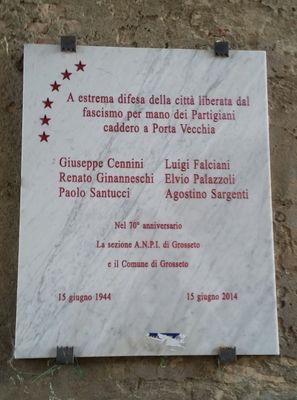 A estrema difesa della città liberata dal
fascismo per mano dei Partigiani
caddero a Porta Vecchia
Giuseppe Cennini Luigi Falciani
Renato Ginanneschi Elvio Palazzoli
Paolo Santucci Agostino Sargenti
Nel 70° anniversario
La sezione A.N.P.I. di Grosseto
e il Comune di Grosseto
15 giugno 1944 15 giugno 2014